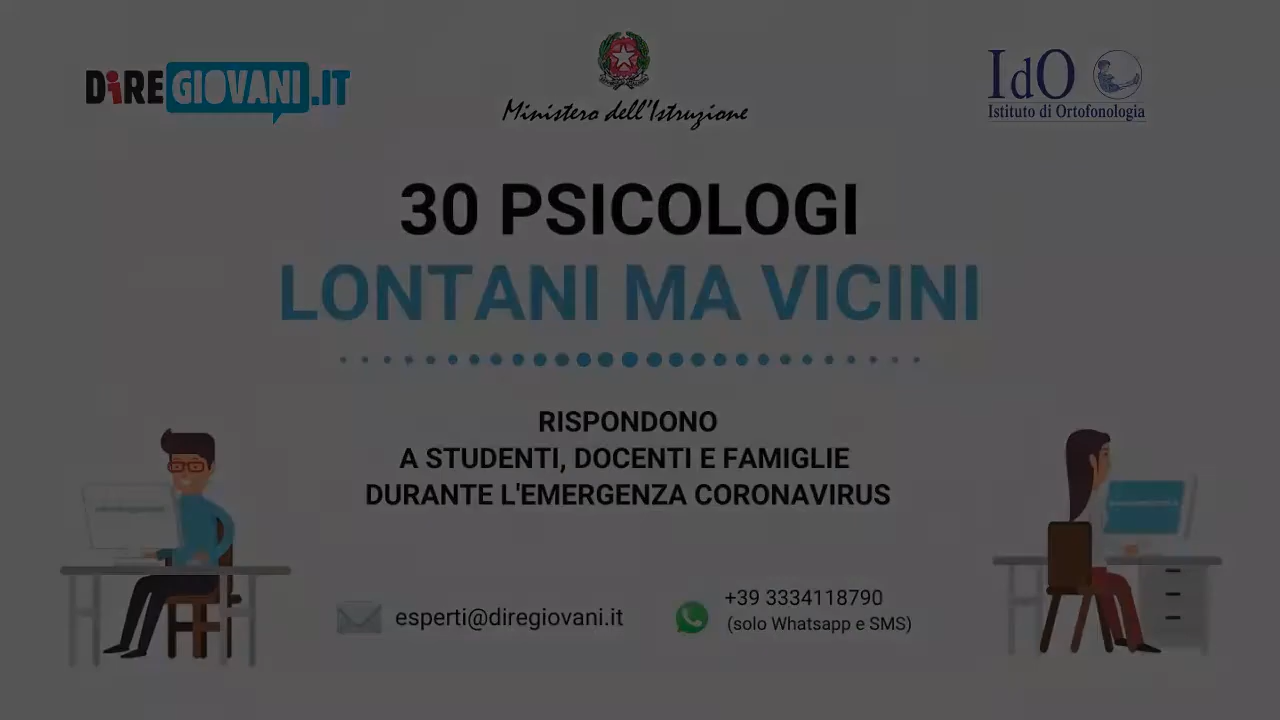 DIREGIOVANI.IT
Ministero dell'Istruzione
IdO
Istituto di Ortofonologia
30 PSICOLOGI
LONTANI MA VICINI
RISPONDONO
A STUDENTI, DOCENTI E FAMIGLIE
DURANTE L'EMERGENZA CORONAVIRUS
esperti@diregiovani.it
+39 3334118790
(solo Whatsapp e SMS)